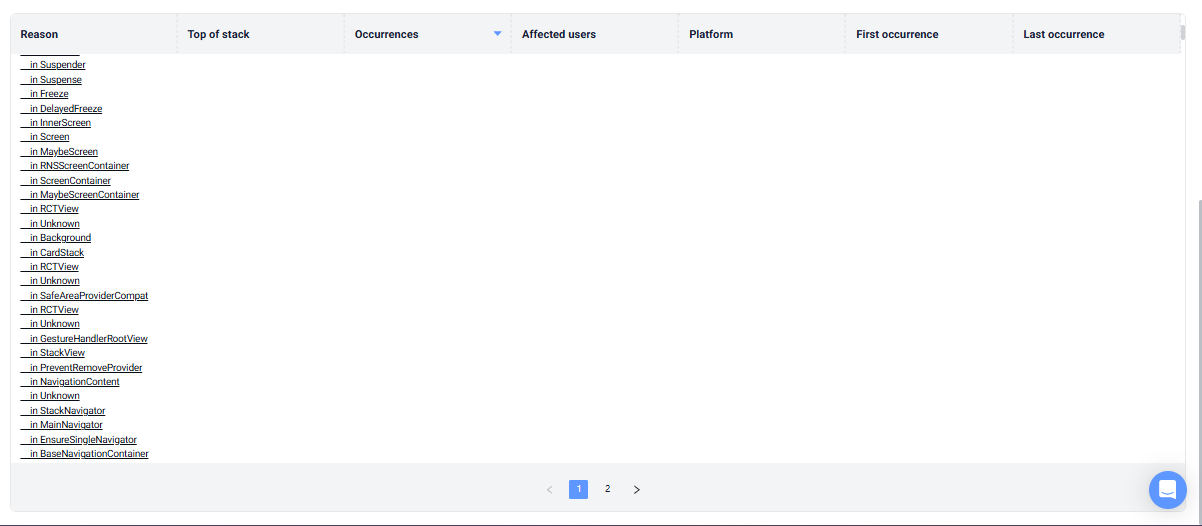 Reason Top of stack Occurrences Affected users Platform First occurrence Last occurrence
in Suspender
in Suspense
in Freeze
in DelayedFreeze
in InnerScreen
in Screen
in MaybeScreen
in RNSScreenContainer
in ScreenContainer
in MaybeScreenContainer
in RCTView
in Unknown
in Background
in CardStack
in RCTView
in Unknown
in SafeAreaProviderCompat
in RCTView
in Unknown
in GestureHandlerRootView
in StackView
in PreventRemoveProvider
in NavigationContent
in Unknown
in StackNavigator
in MainNavigator
in EnsureSingleNavigator
in BaseNavigationContainer
< 1 2 >